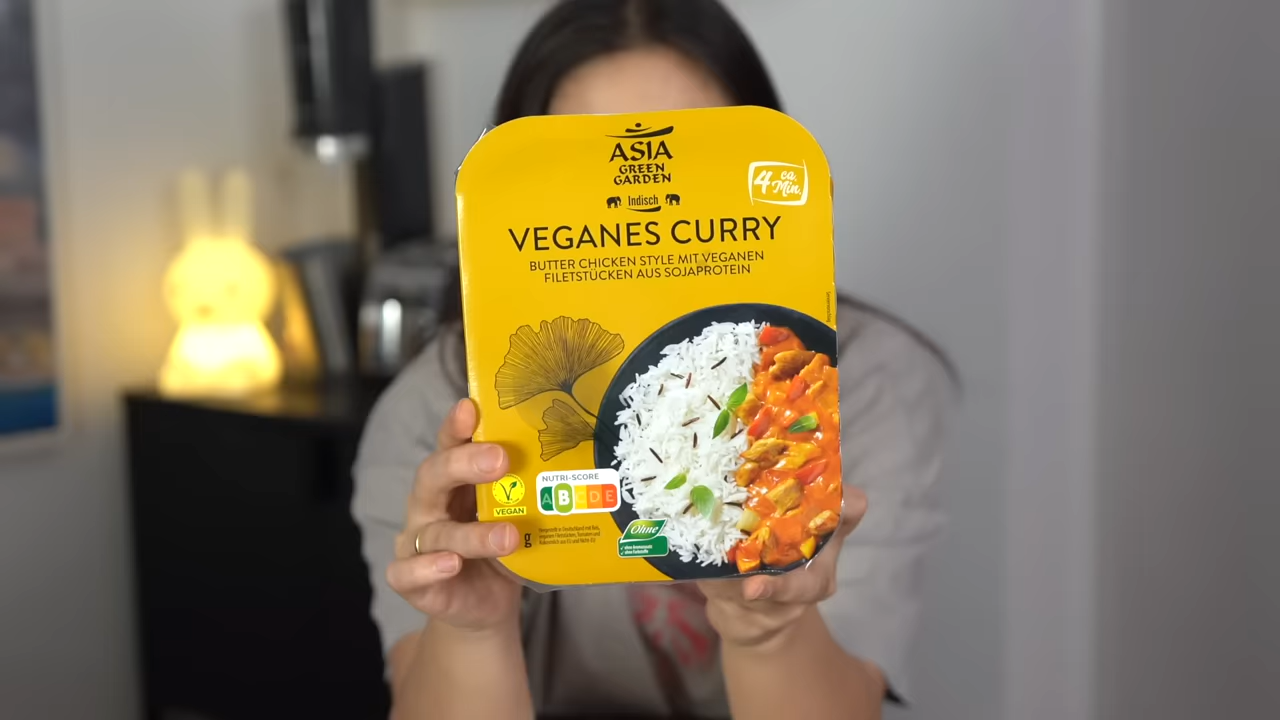 ASIA
GREEN
GARDEN
Indisch
4 ca.
Min.
VEGANES CURRY
BUTTER CHICKEN STYLE MIT VEGANEN
FILETSTÜCKEN AUS SOJAPROTEIN
VEGAN
NUTRI-SCORE
A B C D E
g
Ohne